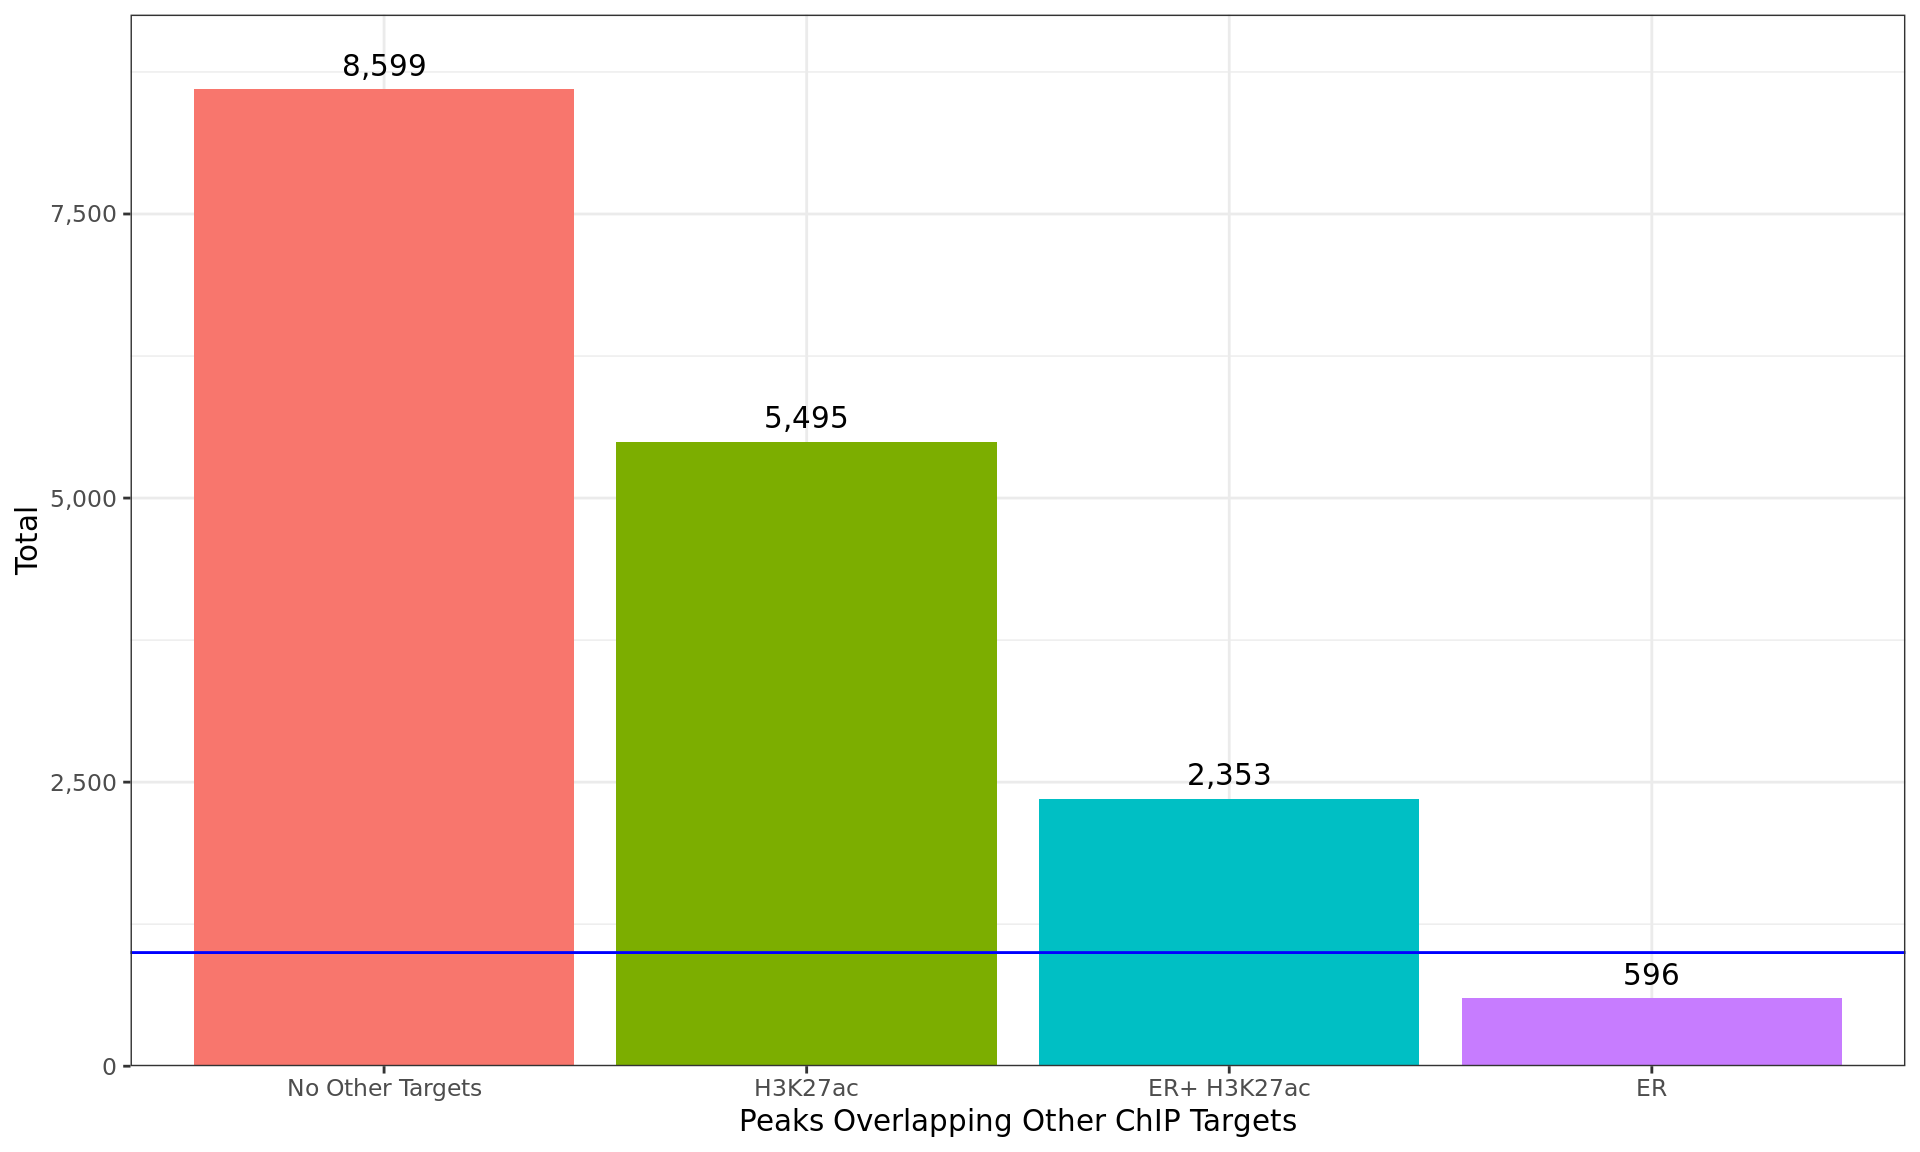 8,599
5,495
2,353
596
7,500
5,000
2,500
0
Total
No Other Targets
H3K27ac
ER+ H3K27ac
ER
Peaks Overlapping Other ChIP Targets